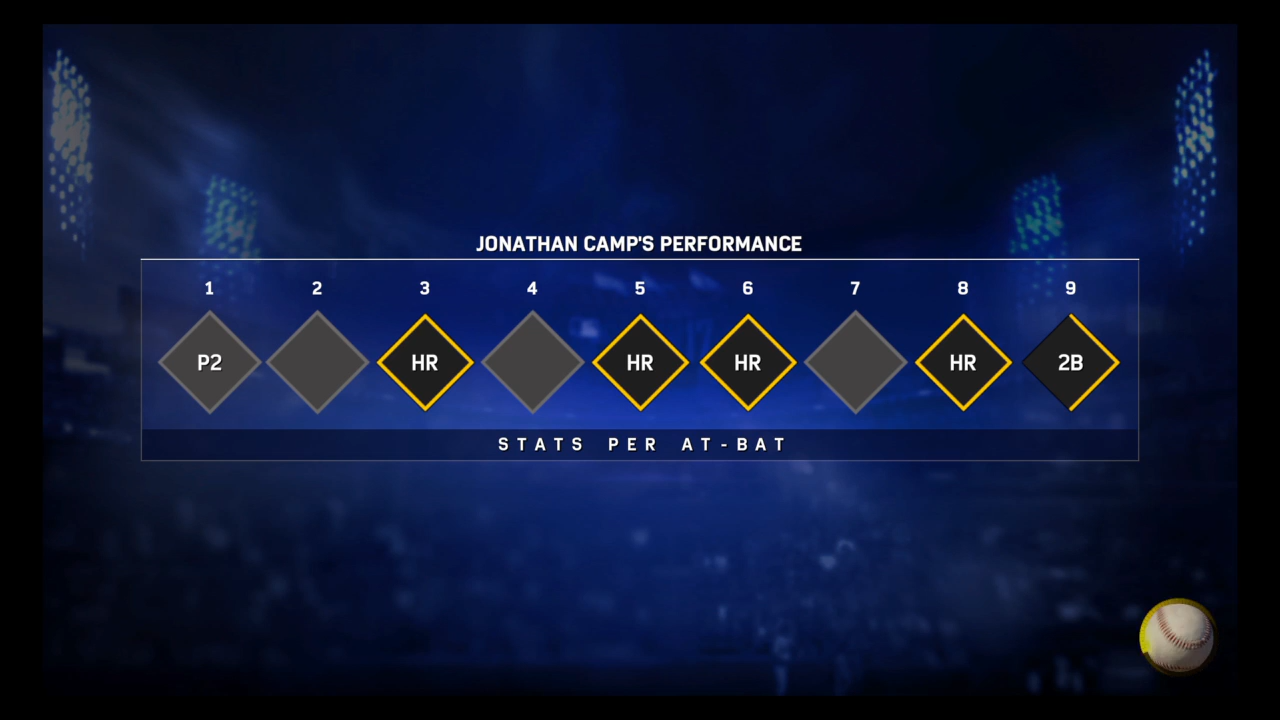 JONATHAN CAMP'S PERFORMANCE
1 2 3 4 5 6 7 8 9
P2 HR HR HR HR 2B
STATS PER AT-BAT